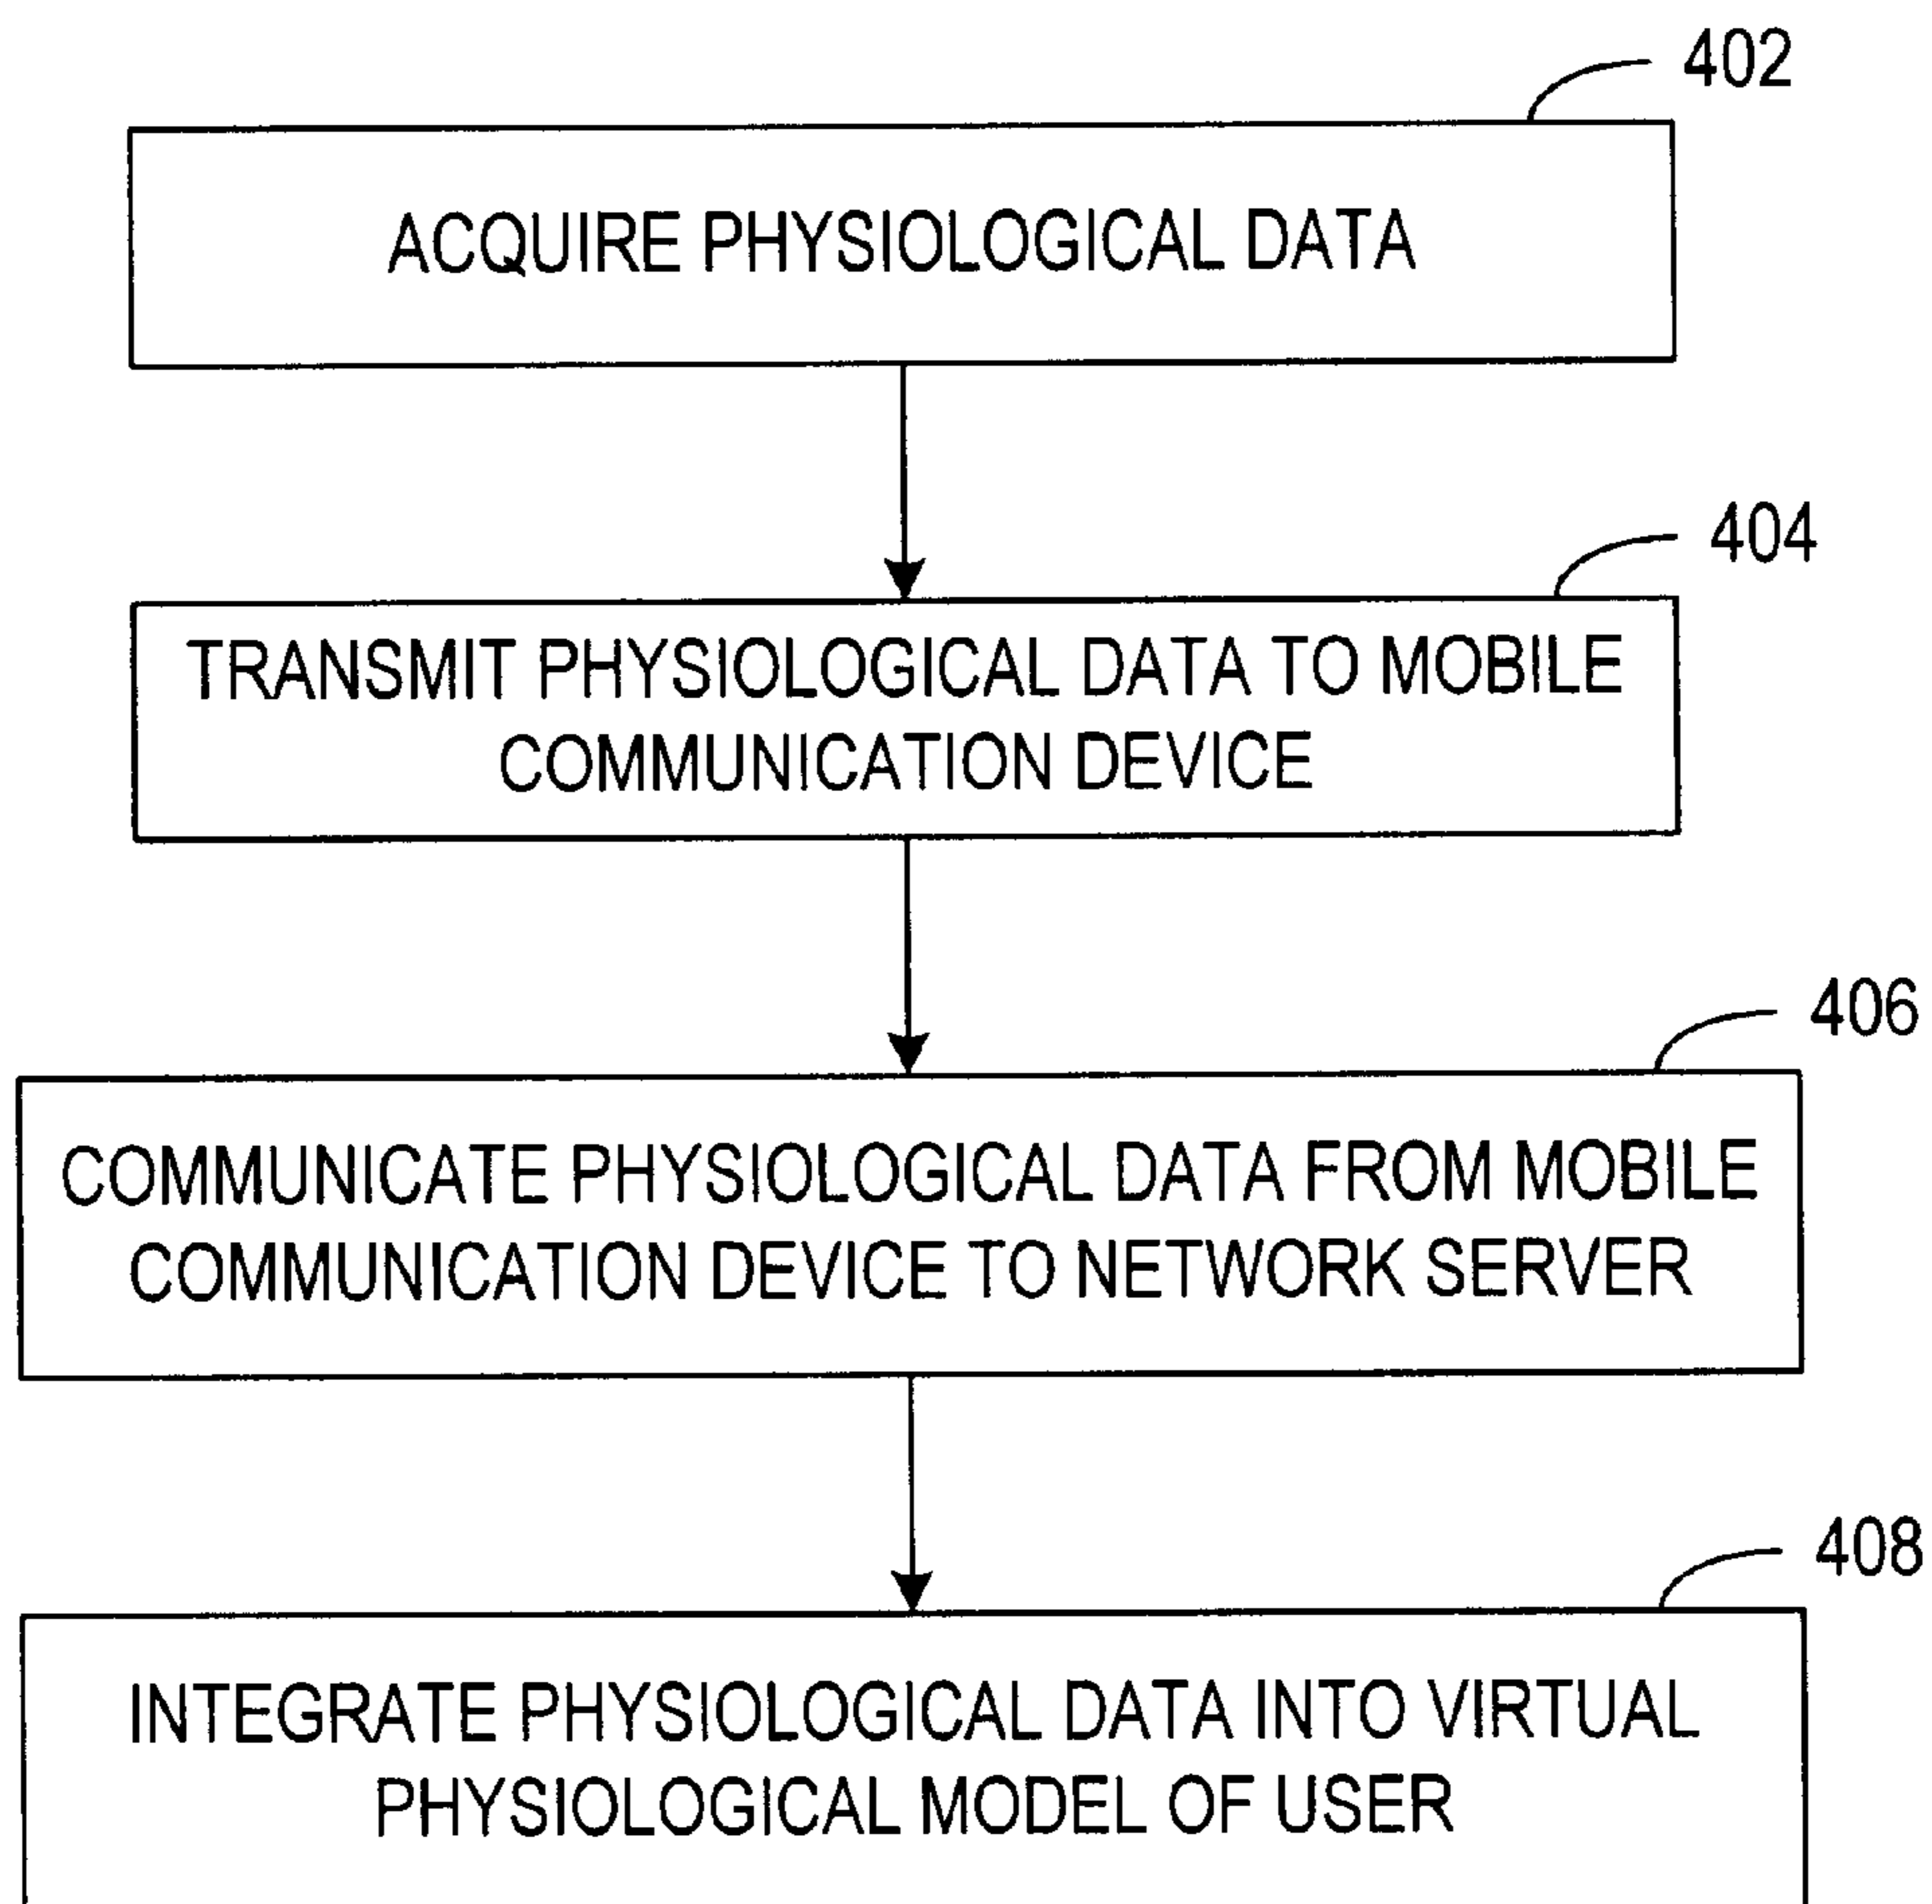 402
ACQUIRE PHYSIOLOGICAL DATA
404
TRANSMIT PHYSIOLOGICAL DATA TO MOBILE
COMMUNICATION DEVICE
406
COMMUNICATE PHYSIOLOGICAL DATA FROM MOBILE
COMMUNICATION DEVICE TO NETWORK SERVER
408
INTEGRATE PHYSIOLOGICAL DATA INTO VIRTUAL
PHYSIOLOGICAL MODEL OF USER